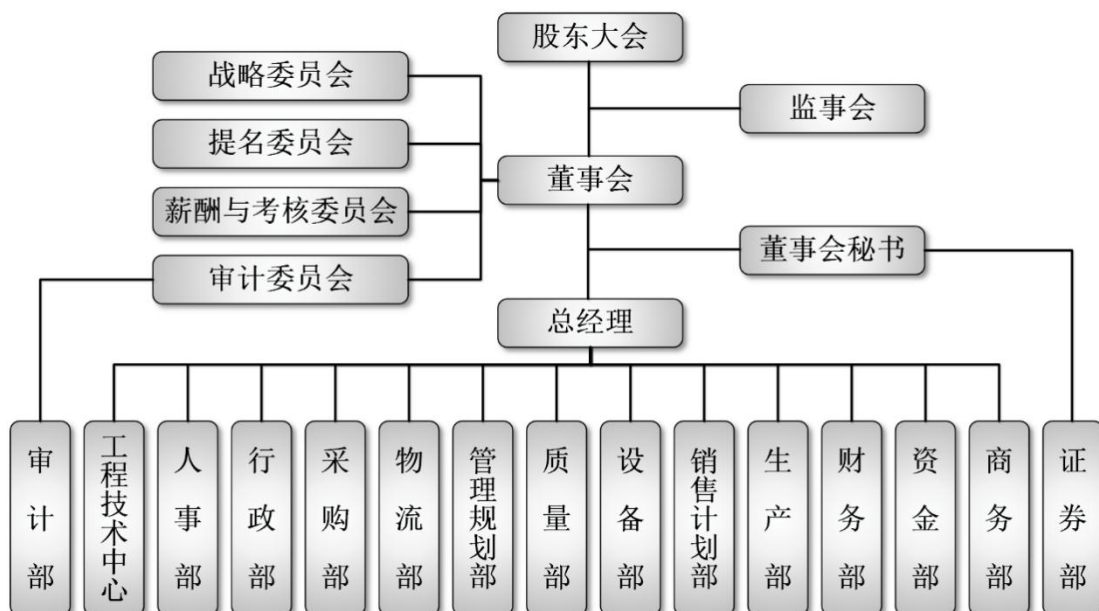 股东大会
战略委员会
监事会
提名委员会
董事会
薪酬与考核委员会
董事会秘书
审计委员会
总经理
审计部
工程技术中心
人事部
行政部
采购部
物流部
管理规划部
质量部
设备部
销售计划部
生产部
财务部
资金部
商务部
证券部